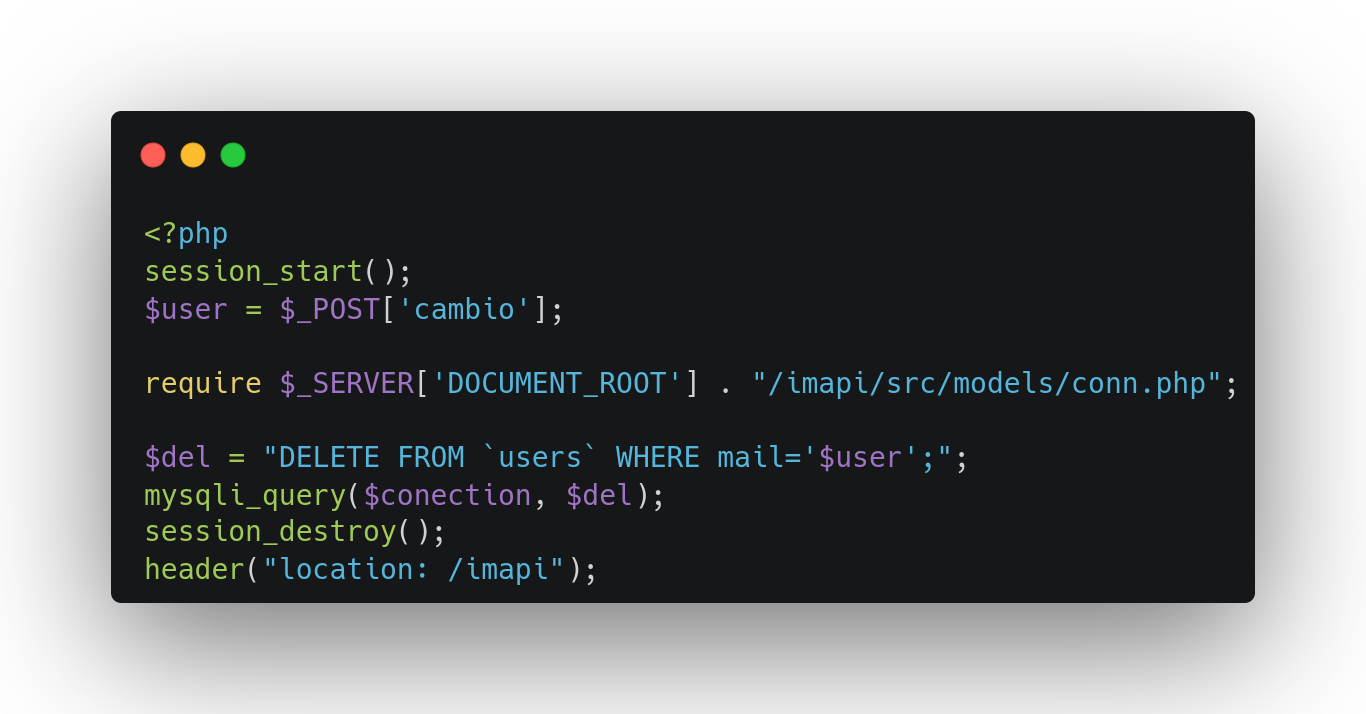 <?php
session_start();
$user = $_POST['cambio'];
require $_SERVER['DOCUMENT_ROOT'] . "/imapi/src/models/conn.php";
$del = "DELETE FROM `users` WHERE mail='$user';";
mysqli_query($conection, $del);
session_destroy();
header("location: /imapi");